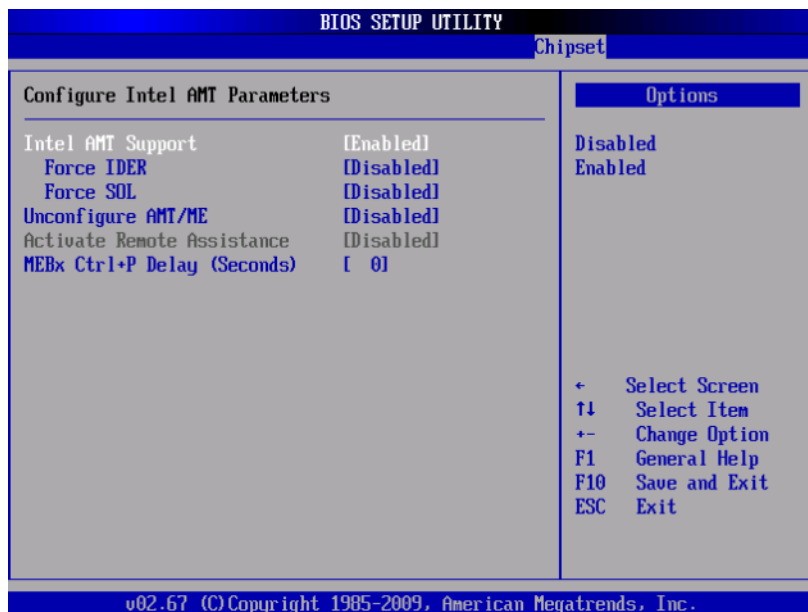 BIOS SETUP UTILITY
Chipset
Configure Intel AMT Parameters
Intel AMT Support [Enabled]
Force IDER [Disabled]
Force SOL [Disabled]
Unconfigure AMT/ME [Disabled]
Activate Remote Assistance [Disabled]
MEBx Ctrl+P Delay (Seconds) [ 0]
Options
Disabled
Enabled
← Select Screen
↑↓ Select Item
+- Change Option
F1 General Help
F10 Save and Exit
ESC Exit
v02.67 (C)Copyright 1985-2009, American Megatrends, Inc.